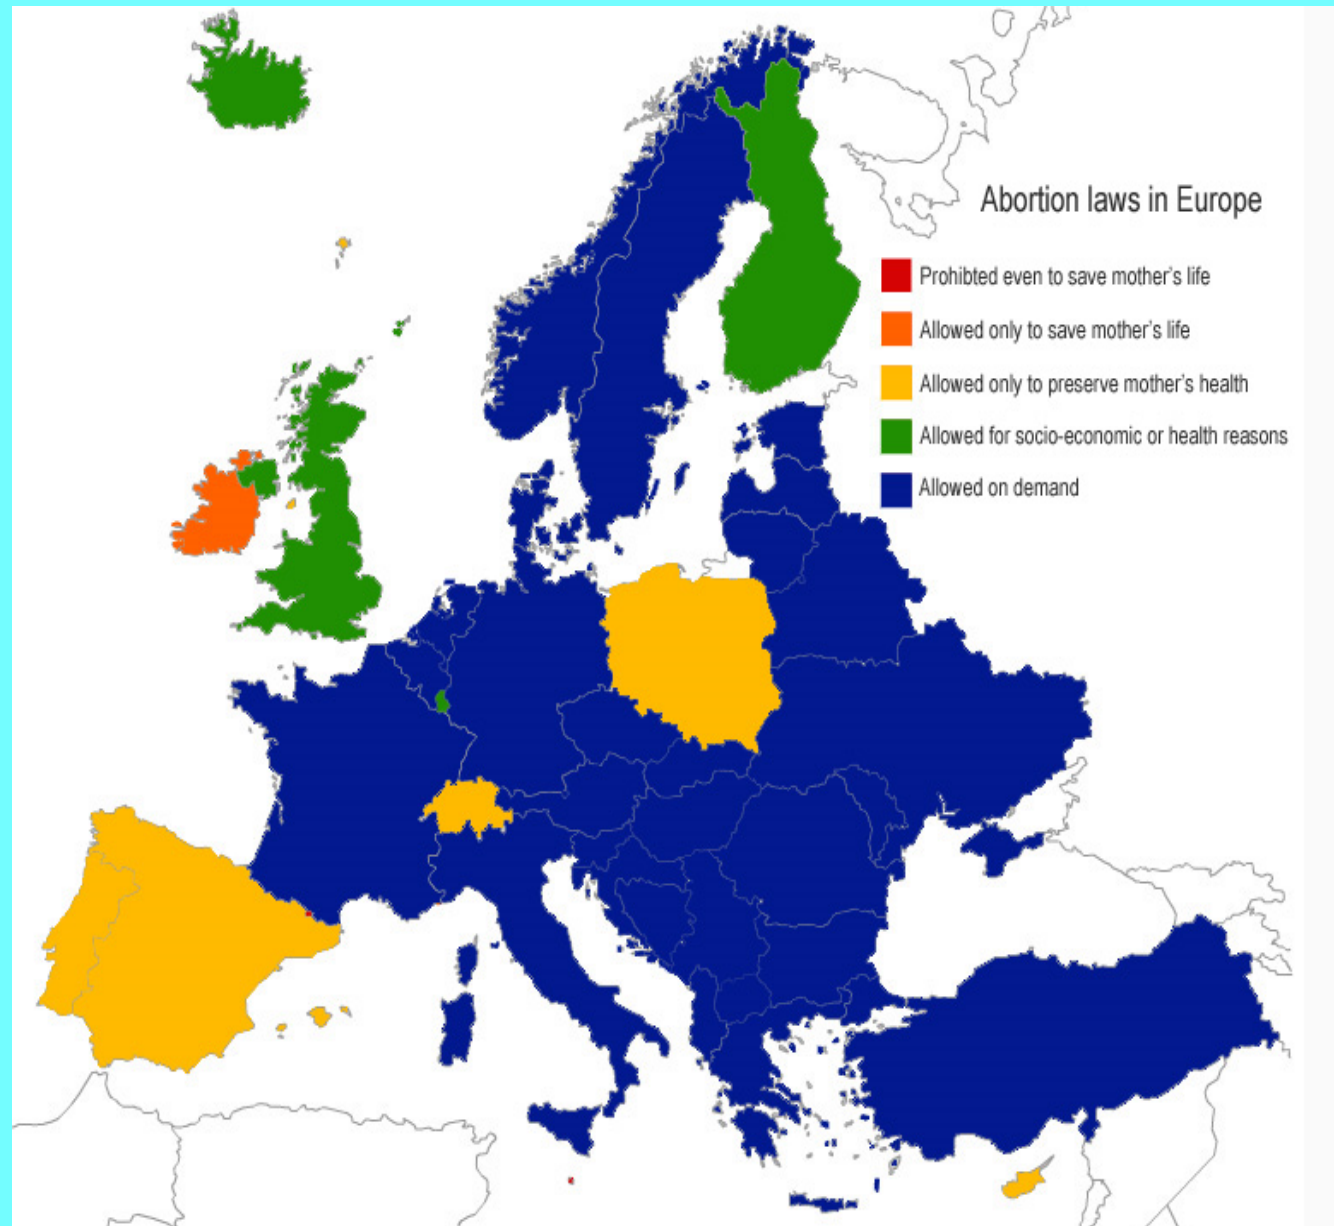 Abortion laws in Europe
Prohibted even to save mother's life
Allowed only to save mother's life
Allowed only to preserve mother's health
Allowed for socio-economic or health reasons
Allowed on demand